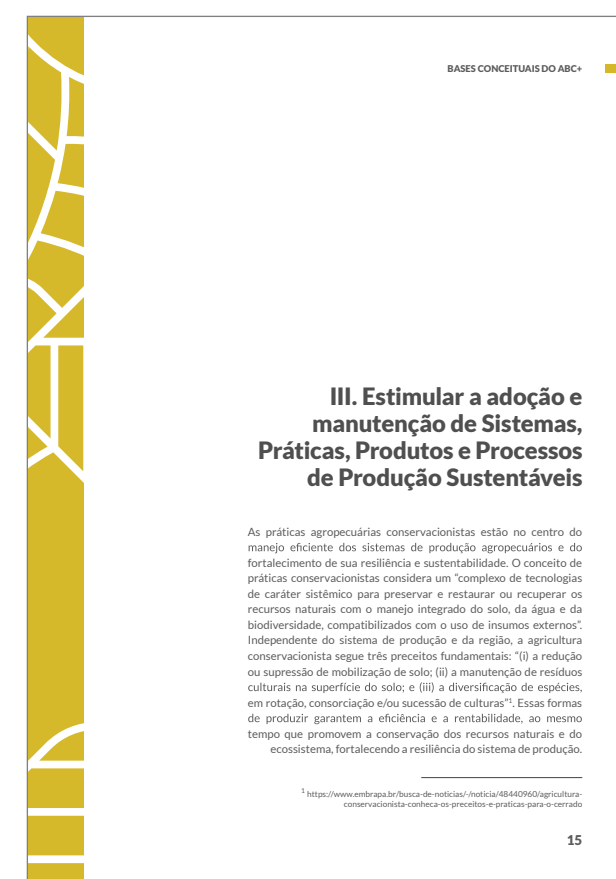 BASES CONCEITUAIS DO ABC+
III. Estimular a adoção e
manutenção de Sistemas,
Práticas, Produtos e Processos
de Produção Sustentáveis
As práticas agropecuárias conservacionistas estão no centro do
manejo eficiente dos sistemas de produção agropecuários e do
fortalecimento de sua resiliência e sustentabilidade. O conceito de
práticas conservacionistas considera um “complexo de tecnologias
de caráter sistêmico para preservar e restaurar ou recuperar os
recursos naturais com o manejo integrado do solo, da água e da
biodiversidade, compatibilizados com o uso de insumos externos”.
Independente do sistema de produção e da região, a agricultura
conservacionista segue três preceitos fundamentais: “(i) a redução
ou supressão de mobilização de solo; (ii) a manutenção de resíduos
culturais na superfície do solo; e (iii) a diversificação de espécies,
em rotação, consorciação e/ou sucessão de culturas”¹. Essas formas
de produzir garantem a eficiência e a rentabilidade, ao mesmo
tempo que promovem a conservação dos recursos naturais e do
ecossistema, fortalecendo a resiliência do sistema de produção.
¹ https://www.embrapa.br/busca-de-noticias/-/noticia/48440960/agricultura-
conservacionista-conheca-os-preceitos-e-praticas-para-o-cerrado
15